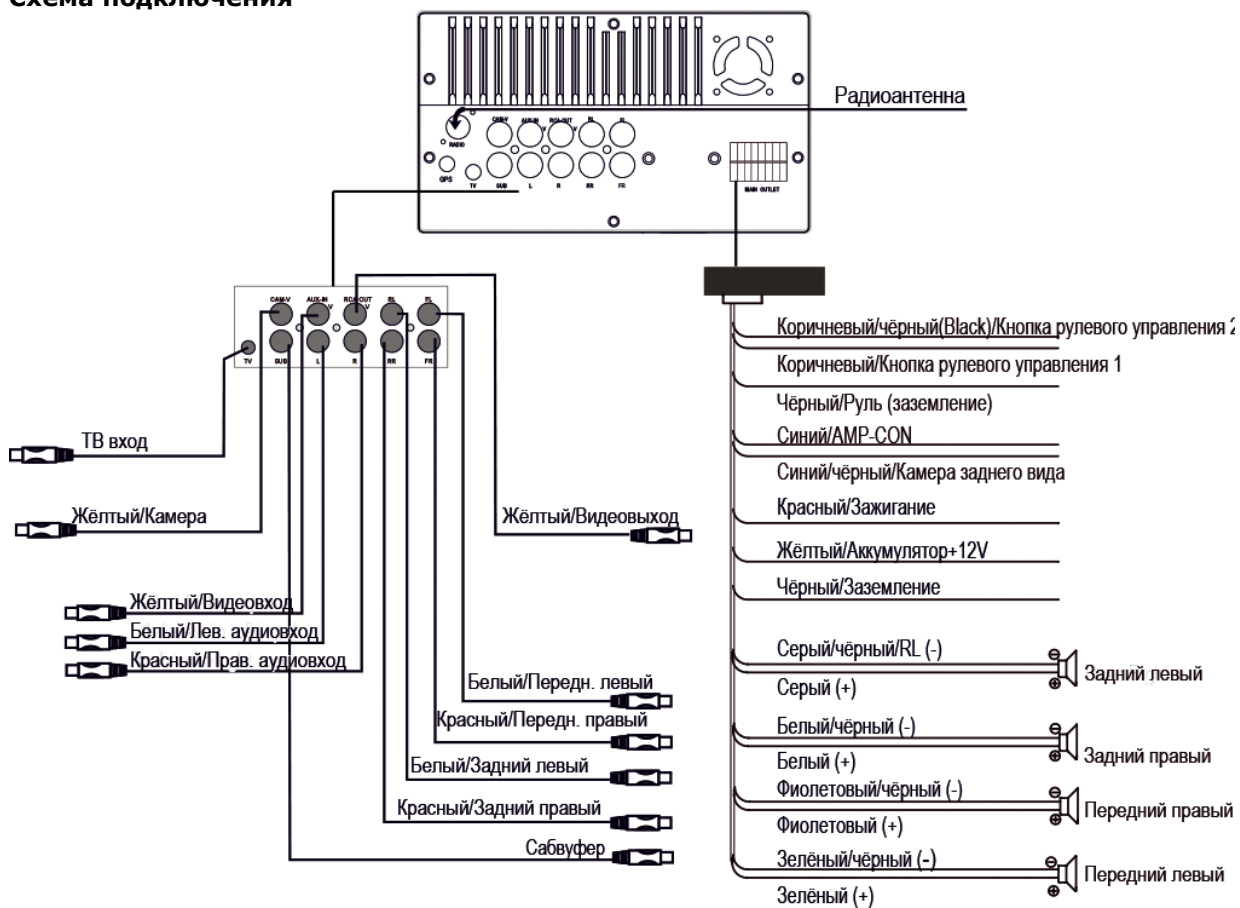 Схема подключения
Радиоантенна
CAM-V AUX-IN V RCA-OUT V RL FL
RADIO
GPS TV SUB L R RR FR
MAIN OUTLET
CAM-V AUX-IN V RCA-OUT V RL FL
TV SUB L R RR FR
ТВ вход
Жёлтый/Камера
Жёлтый/Видеовыход
Жёлтый/Видеовход
Белый/Лев. аудиовход
Красный/Прав. аудиовход
Белый/Передн. левый
Красный/Передн. правый
Белый/Задний левый
Красный/Задний правый
Сабвуфер
Коричневый/чёрный(Black)/Кнопка рулевого управления 2
Коричневый/Кнопка рулевого управления 1
Чёрный/Руль (заземление)
Синий/AMP-CON
Синий/чёрный/Камера заднего вида
Красный/Зажигание
Жёлтый/Аккумулятор+12V
Чёрный/Заземление
Серый/чёрный/RL (-)
Серый (+)
Задний левый
Белый/чёрный (-)
Белый (+)
Задний правый
Фиолетовый/чёрный (-)
Фиолетовый (+)
Передний правый
Зелёный/чёрный (-)
Зелёный (+)
Передний левый